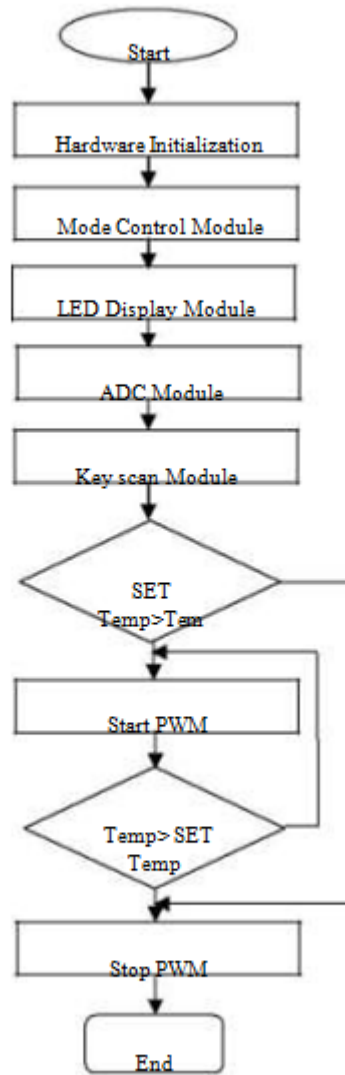 Start
Hardware Initialization
Mode Control Module
LED Display Module
ADC Module
Key scan Module
SET
Temp>Tem
Start PWM
Temp> SET
Temp
Stop PWM
End